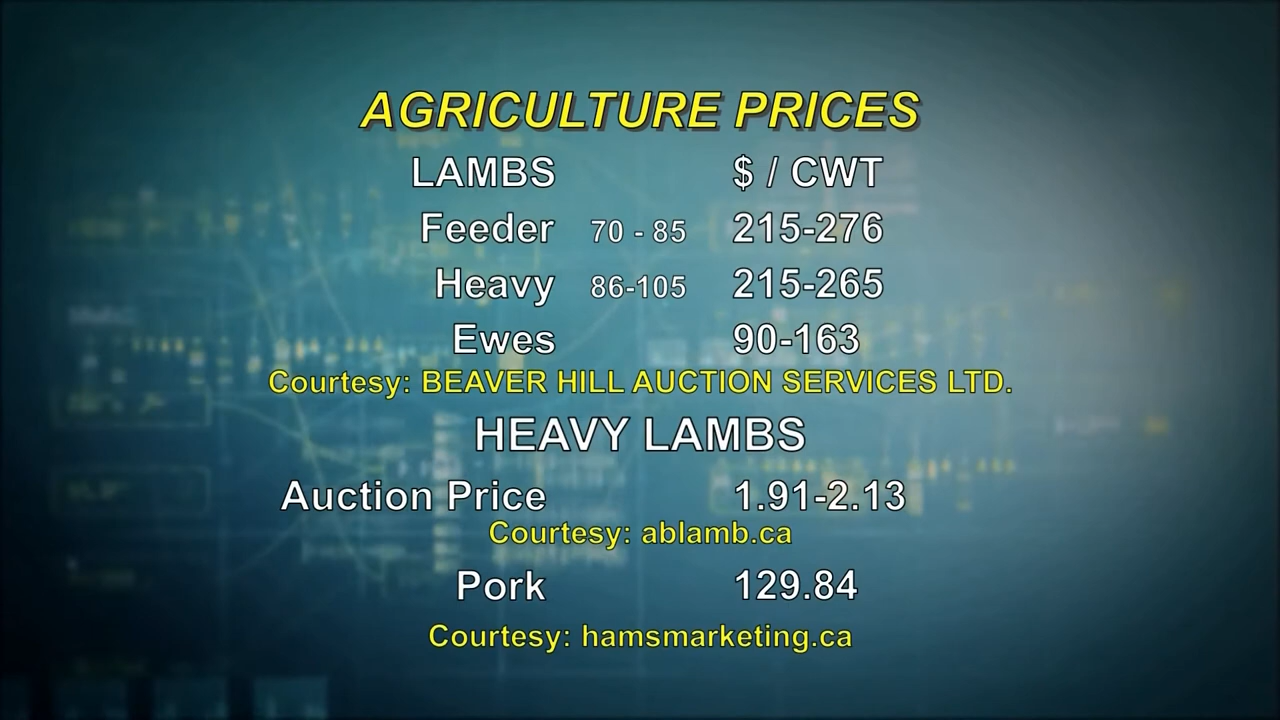 AGRICULTURE PRICES
LAMBS $ / CWT
Feeder 70 - 85 215-276
Heavy 86-105 215-265
Ewes 90-163
Courtesy: BEAVER HILL AUCTION SERVICES LTD.
HEAVY LAMBS
Auction Price 1.91-2.13
Courtesy: ablamb.ca
Pork 129.84
Courtesy: hamsmarketing.ca